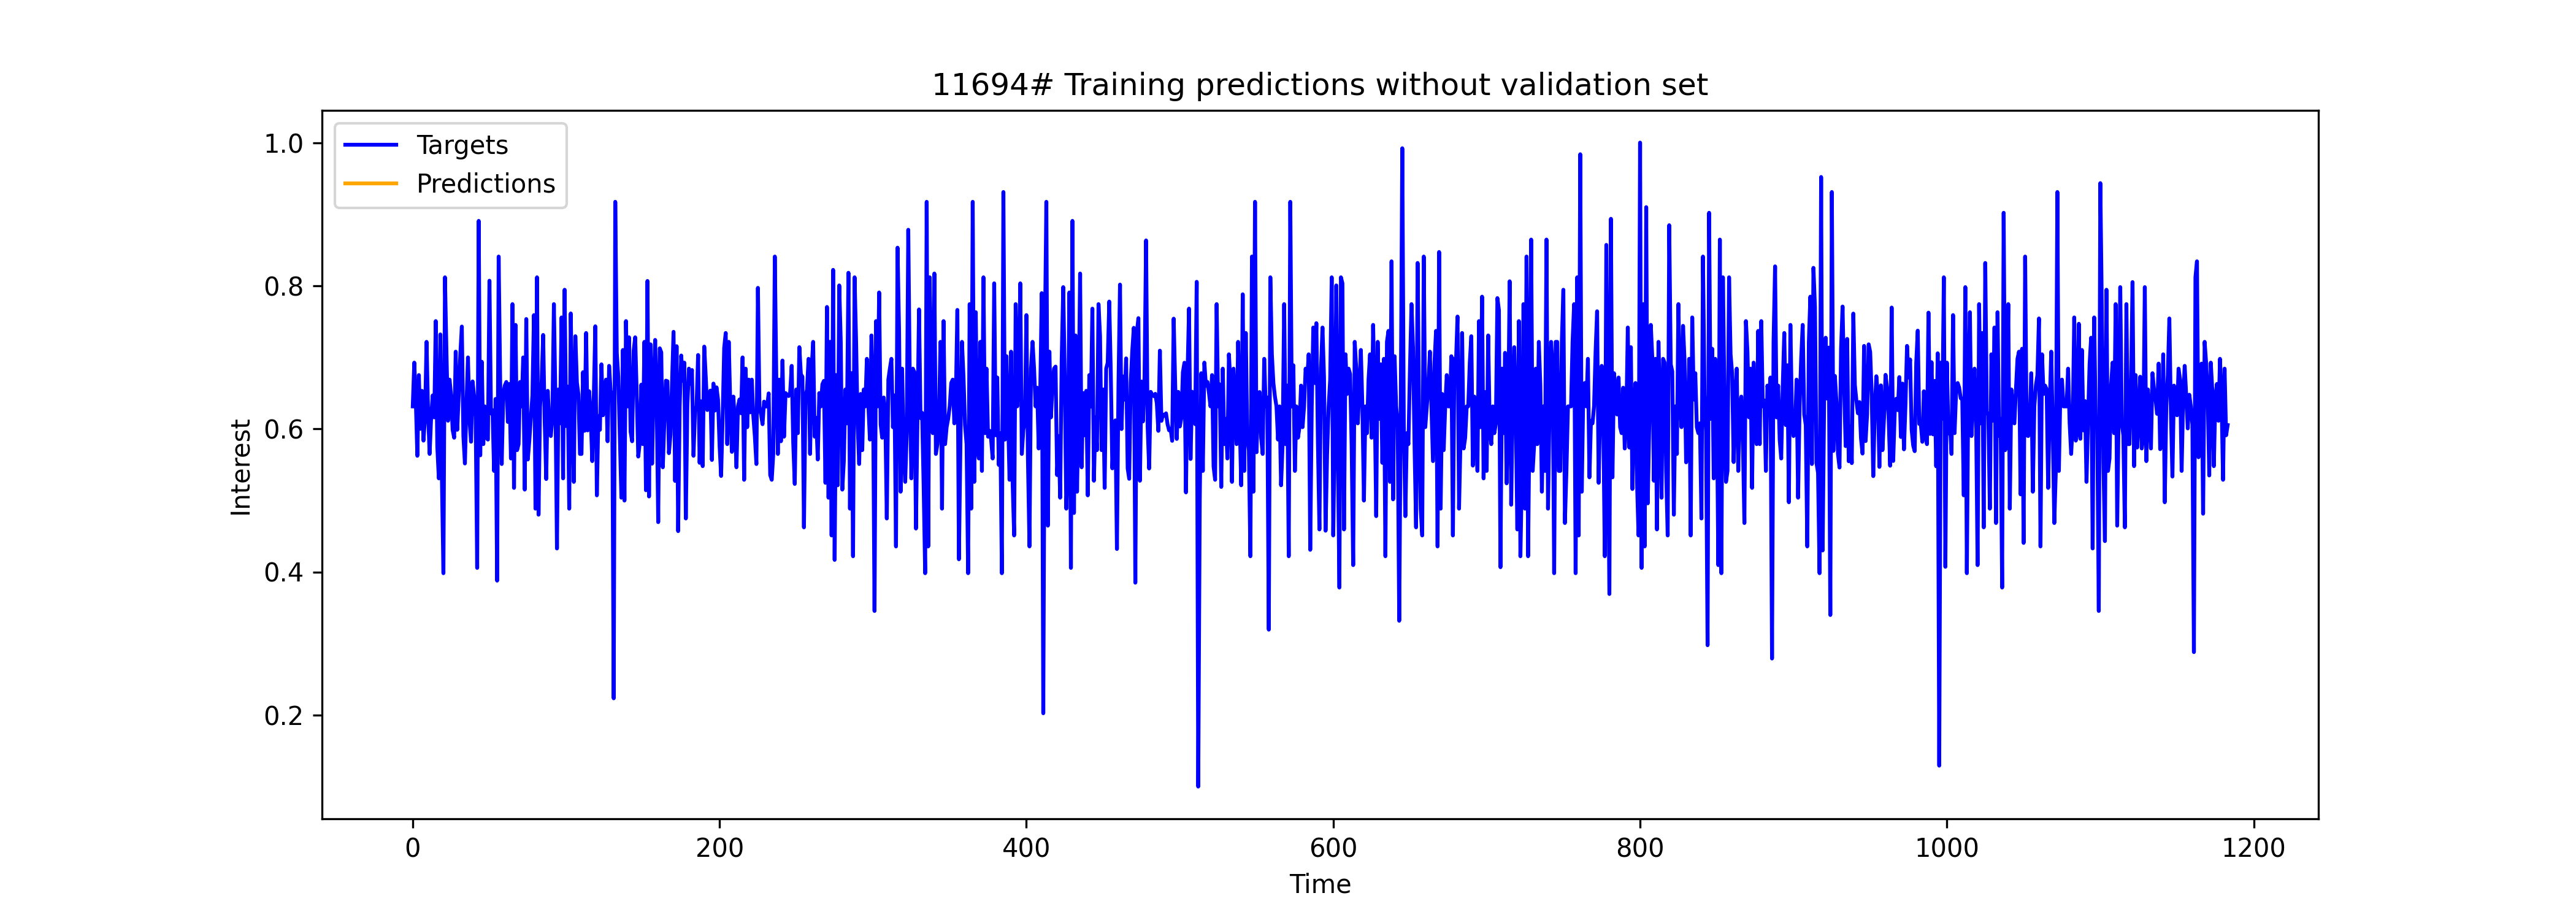 11694# Training predictions without validation set
Targets
Predictions
1.0
0.8
0.6
0.4
0.2
Interest
0 200 400 600 800 1000 1200
Time